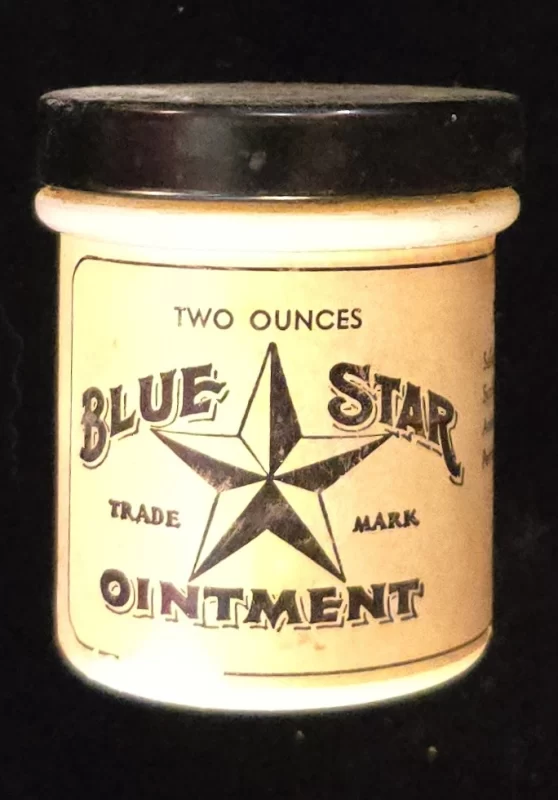 TWO OUNCES
BLUE STAR
TRADE MARK
OINTMENT